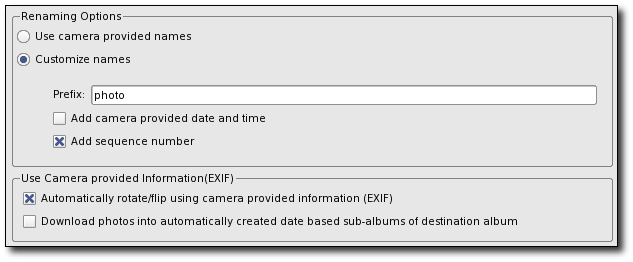 Renaming Options
Use camera provided names
Customize names
Prefix: photo
Add camera provided date and time
Add sequence number
Use Camera provided Information(EXIF)
Automatically rotate/flip using camera provided information (EXIF)
Download photos into automatically created date based sub-albums of destination album